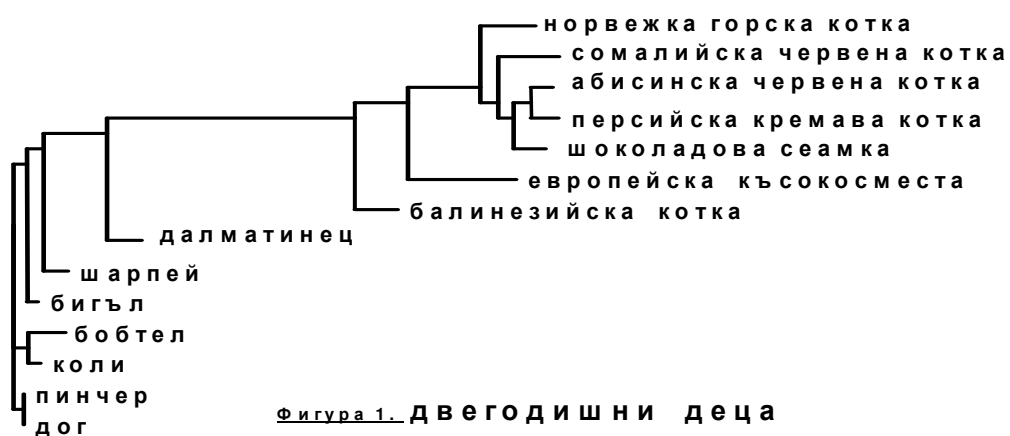 норвежка горска котка
сомалийска червена котка
абисинска червена котка
персийска кремава котка
шоколадова сеамка
европейска късокосместа
балинезийска котка
далматинец
шарпей
бигъл
бобтел
коли
пинчер
дог
Фигура 1. двегодишни деца